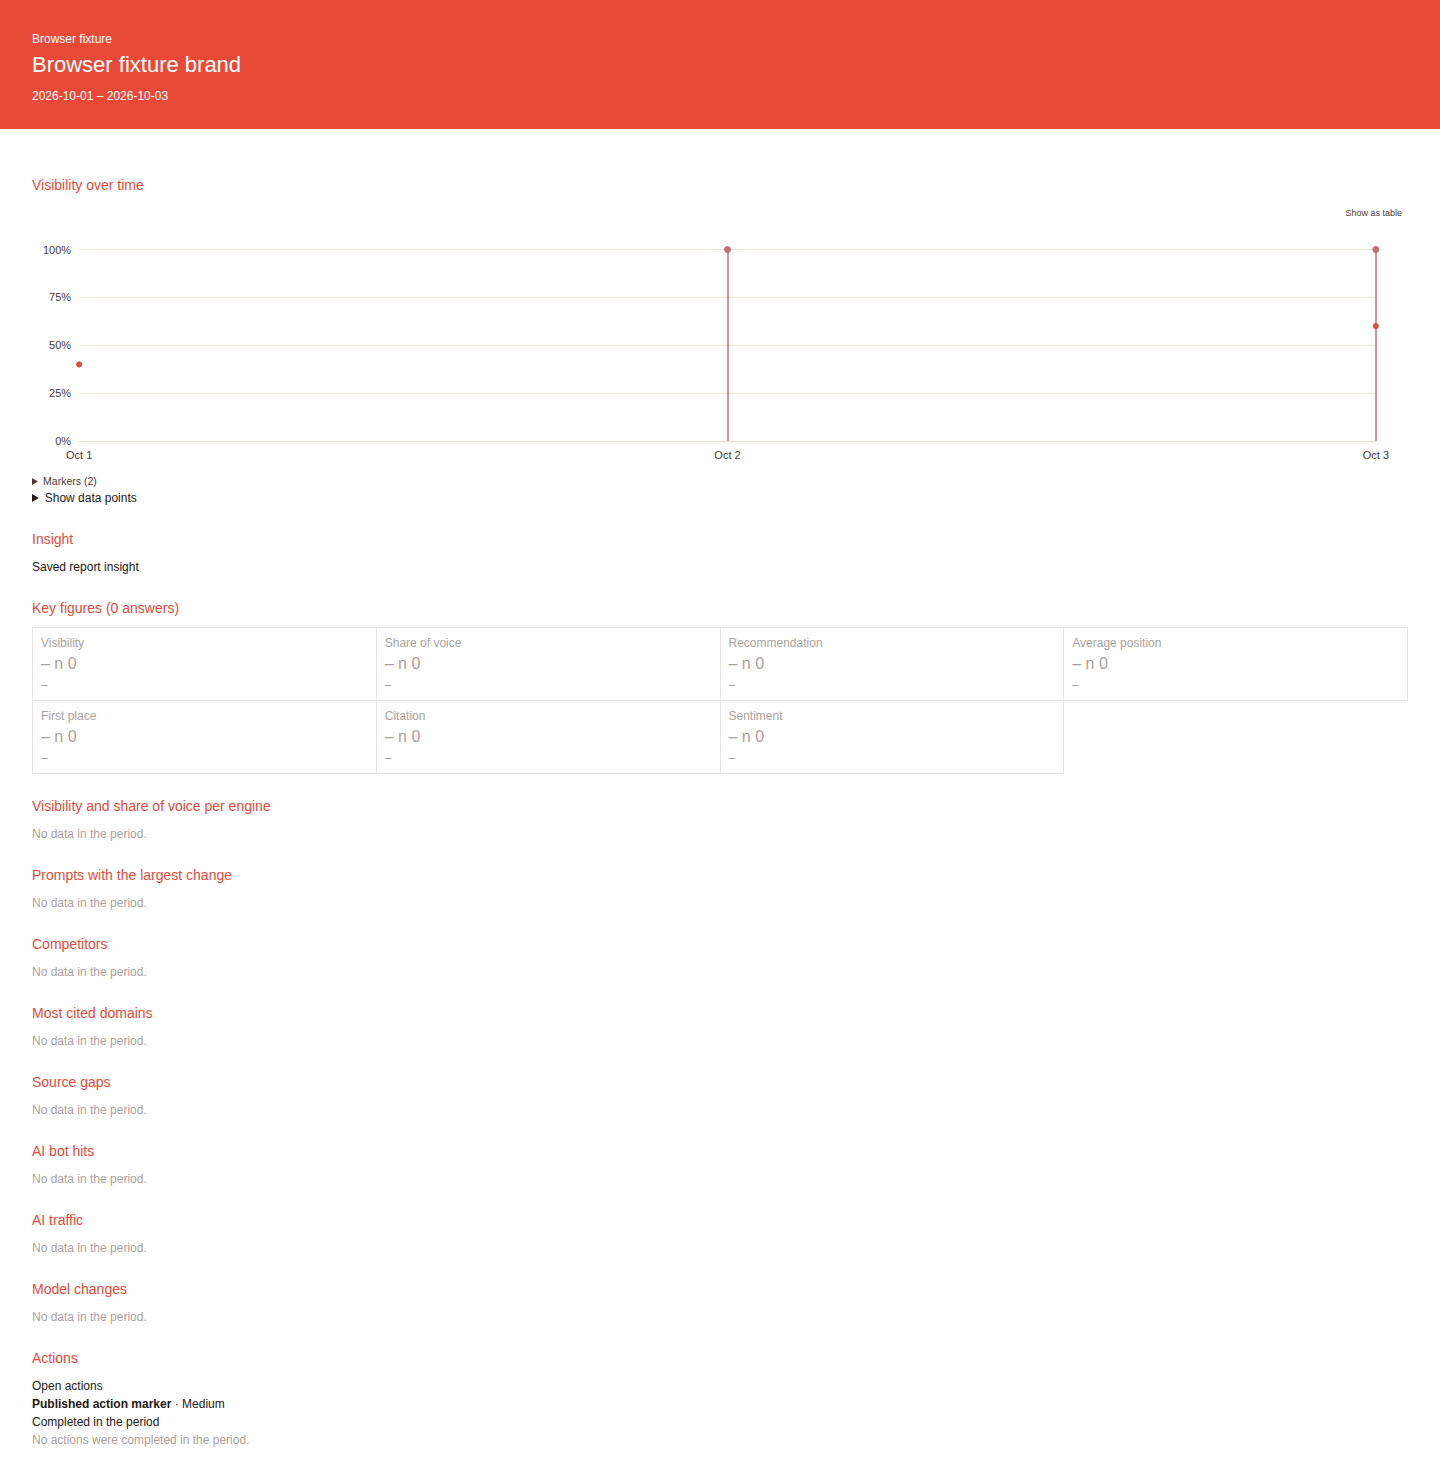 Browser fixture
Browser fixture brand
2026-10-01 – 2026-10-03
Visibility over time
Show as table
100%
75%
50%
25%
0%
Oct 1 Oct 2 Oct 3
Markers (2)
Show data points
Insight
Saved report insight
Key figures (0 answers)
Visibility Share of voice Recommendation Average position
– n 0 – n 0 – n 0 – n 0
– – – –
First place Citation Sentiment
– n 0 – n 0 – n 0
– – –
Visibility and share of voice per engine
No data in the period.
Prompts with the largest change
No data in the period.
Competitors
No data in the period.
Most cited domains
No data in the period.
Source gaps
No data in the period.
AI bot hits
No data in the period.
AI traffic
No data in the period.
Model changes
No data in the period.
Actions
Open actions
Published action marker · Medium
Completed in the period
No actions were completed in the period.